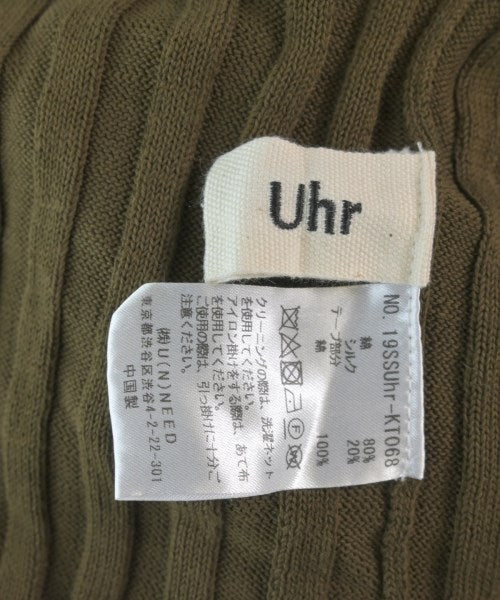 Uhr
NO. 19SSUhr-KT068
綿 80%
シルク 20%
テープ部分
綿 100%
クリーニングの際は、洗濯ネット
を使用してください。
アイロン掛けをする際は、あて布
を使用してください。
ご使用の際は、引っ掛けに十分ご
注意ください。
㈱U(N)NEED
東京都渋谷区渋谷4-2-22-301
中国製